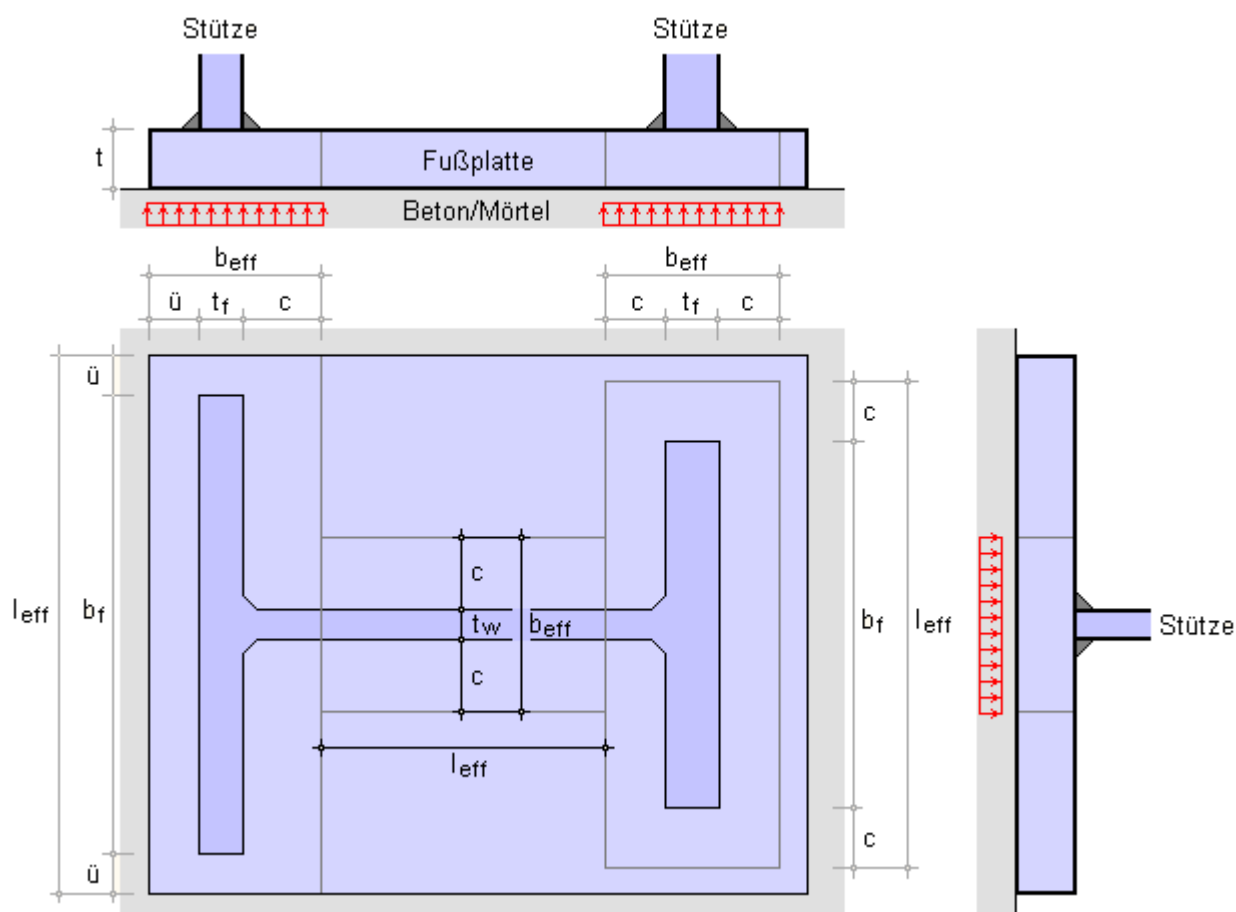 Stütze Stütze
t Fußplatte
Beton/Mörtel
beff beff
ü tf c c tf c
ü
c
leff bf c
tw beff
c
bf leff
Stütze
leff
ü c